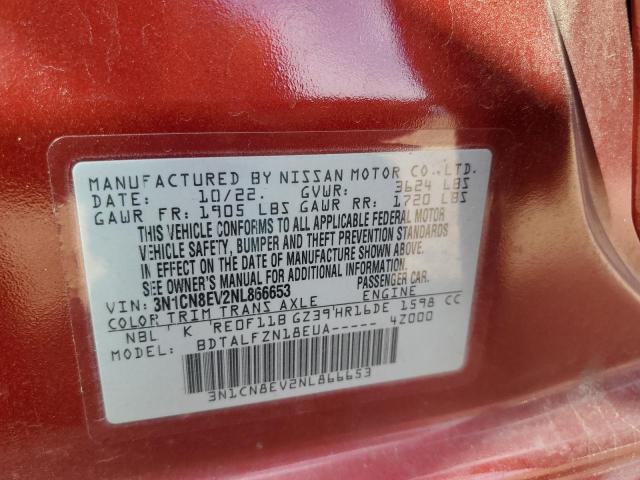 MANUFACTURED BY NISSAN MOTOR CO., LTD.
DATE: 10/22. GVWR: 3624 LBS
GAWR FR: 1905 LBS GAWR RR: 1720 LBS
THIS VEHICLE CONFORMS TO ALL APPLICABLE FEDERAL MOTOR
VEHICLE SAFETY, BUMPER AND THEFT PREVENTION STANDARDS
IN EFFECT ON THE DATE OF MANUFACTURE SHOWN ABOVE.
SEE OWNER'S MANUAL FOR ADDITIONAL INFORMATION
VIN: 3N1CN8EV2NL866653 PASSENGER CAR.
COLOR TRIM TRANS AXLE ENGINE
NBL K RE0F11B GZ39 HR16DE 1598 CC
MODEL: BDTALFZN18EUA----- 4Z000
3N1CN8EV2NL866653